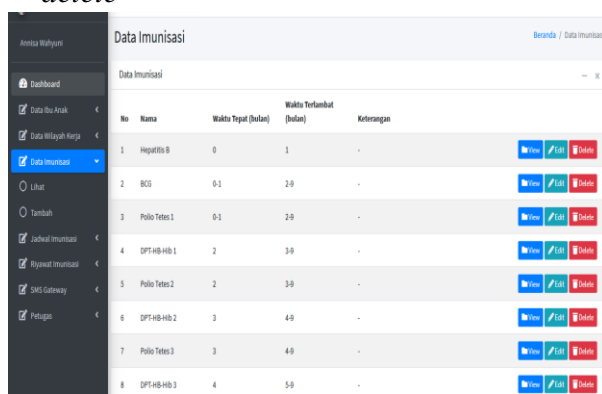 delete
Annisa Wahyuni
Data Imunisasi
Beranda / Data Imunisas
Dashboard
Data Ibu Anak
Data Wilayah Kerja
Data Imunisasi
Lihat
Tambah
Jadwal Imunisasi
Riyawat Imunisasi
SMS Gateway
Petugas
Data Imunisasi
No Nama Waktu Tepat (bulan) Waktu Terlambat (bulan) Keterangan
1 Hepatitis B 0 1 - View Edit Delete
2 BCG 0-1 2-9 - View Edit Delete
3 Polio Tetes 1 0-1 2-9 - View Edit Delete
4 DPT-HB-Hib 1 2 3-9 - View Edit Delete
5 Polio Tetes 2 2 3-9 - View Edit Delete
6 DPT-HB-Hib 2 3 4-9 - View Edit Delete
7 Polio Tetes 3 3 4-9 - View Edit Delete
8 DPT-HB-Hib 3 4 5-9 - View Edit Delete